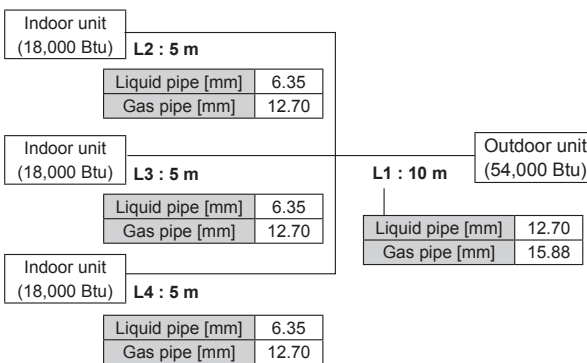 Indoor unit
(18,000 Btu)
L2 : 5 m
Liquid pipe [mm] 6.35
Gas pipe [mm] 12.70
Indoor unit
(18,000 Btu)
L3 : 5 m
Liquid pipe [mm] 6.35
Gas pipe [mm] 12.70
Indoor unit
(18,000 Btu)
L4 : 5 m
Liquid pipe [mm] 6.35
Gas pipe [mm] 12.70
Outdoor unit
(54,000 Btu)
L1 : 10 m
Liquid pipe [mm] 12.70
Gas pipe [mm] 15.88